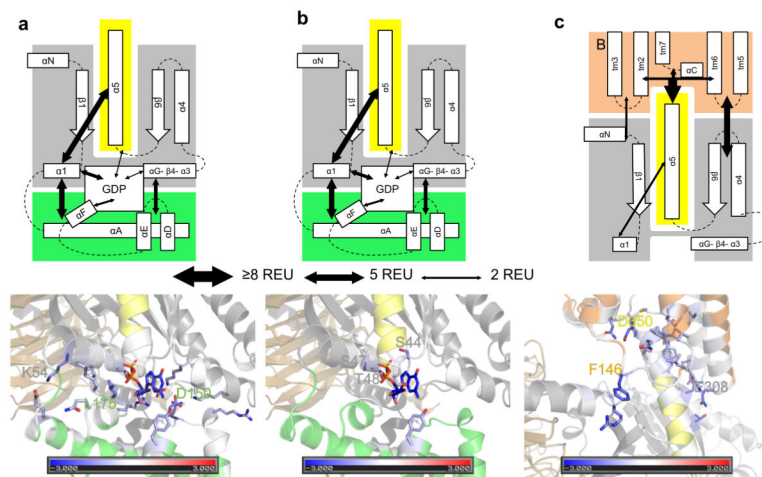 a
αN
β1
α5
β6
α4
α1
GDP
αG- β4- α3
αF
αA
αE
αD
b
αN
β1
α5
β6
α4
α1
GDP
αG- β4- α3
αF
αA
αE
αD
c
B
tm3
tm2
tm7
αC
tm6
tm5
αN
β1
α5
β6
α4
α1
αG- β4- α3
≥8 REU
5 REU
2 REU
K54
D150
-3.000
3.000
S44
S47
T48
-3.000
3.000
D350
F146
-3.000
3.000